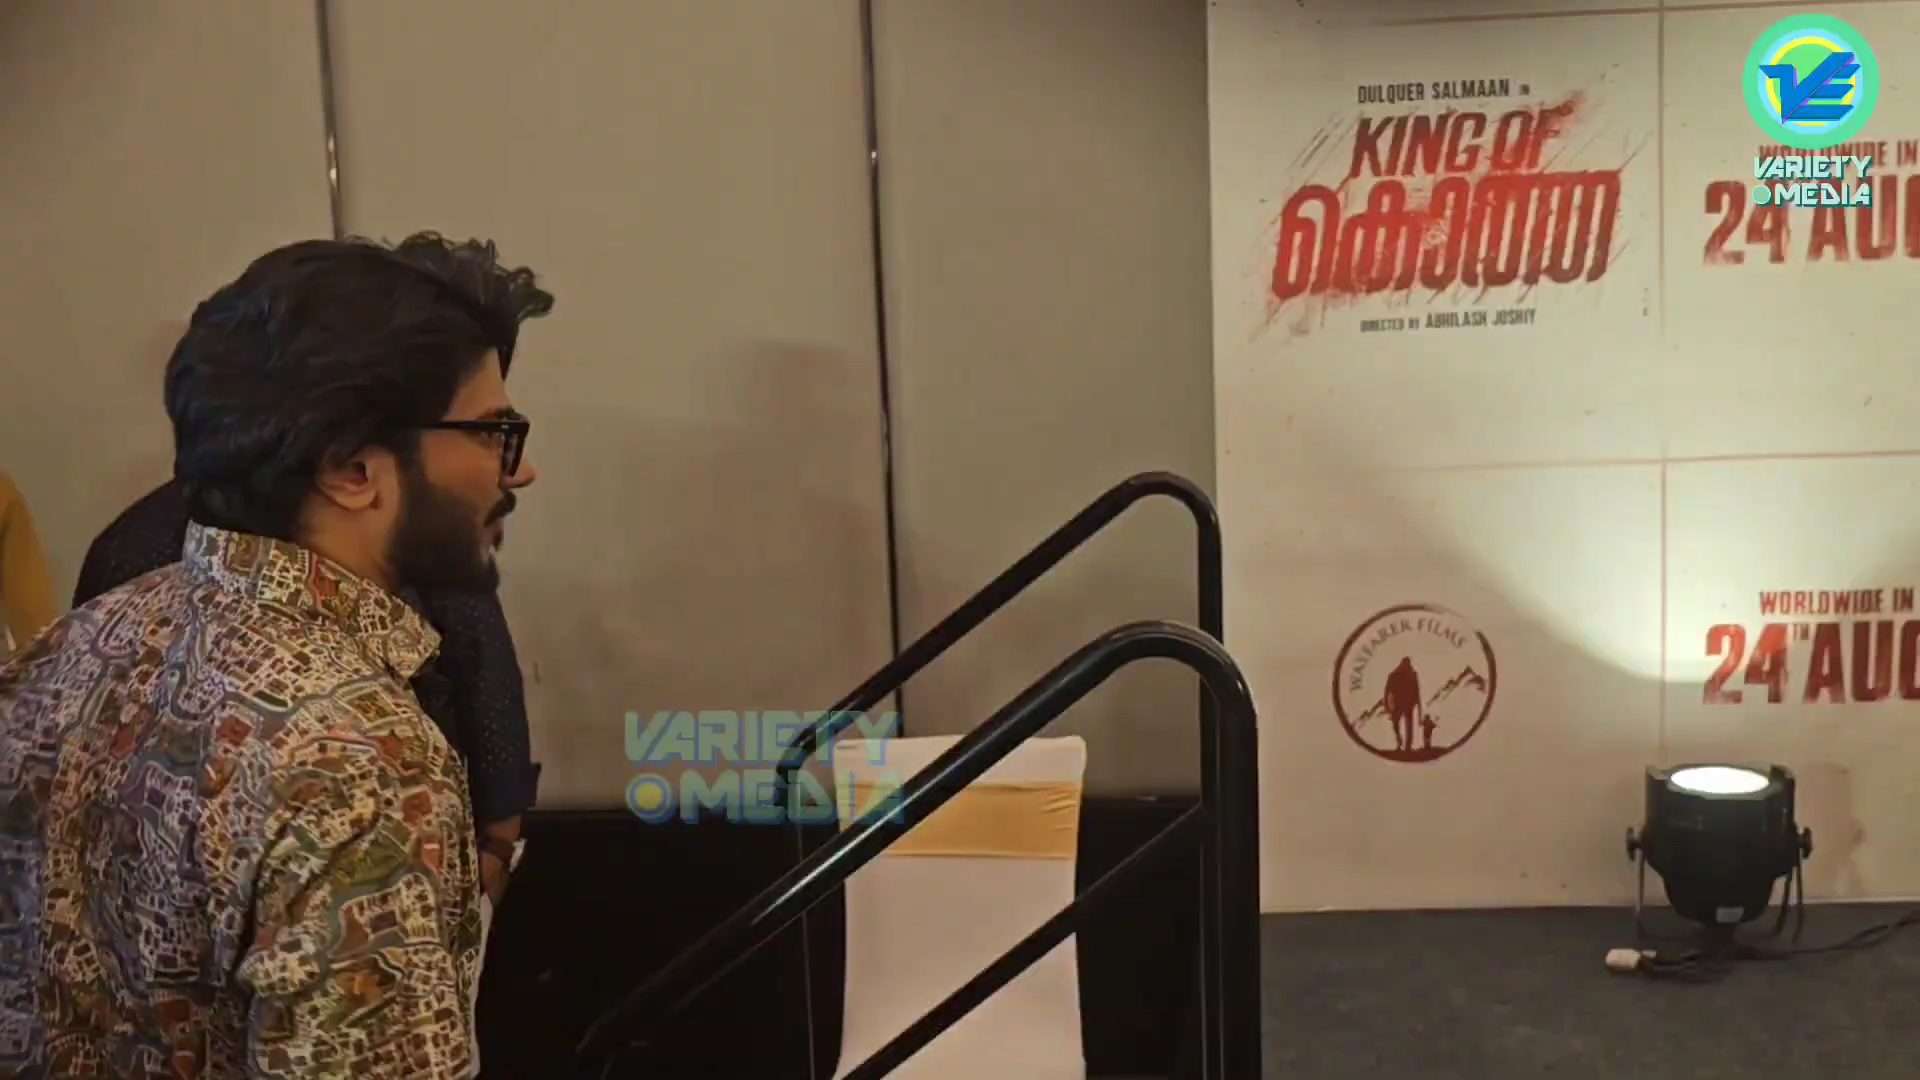 DULQUER SALMAAN IN
KING OF
കൊത്ത
DIRECTED BY ABHILASH JOSHIY
WORLDWIDE IN
24 AUG
VARIETY
MEDIA
WAYFARER FILMS
WORLDWIDE IN
24TH AUG
VARIETY
MEDIA